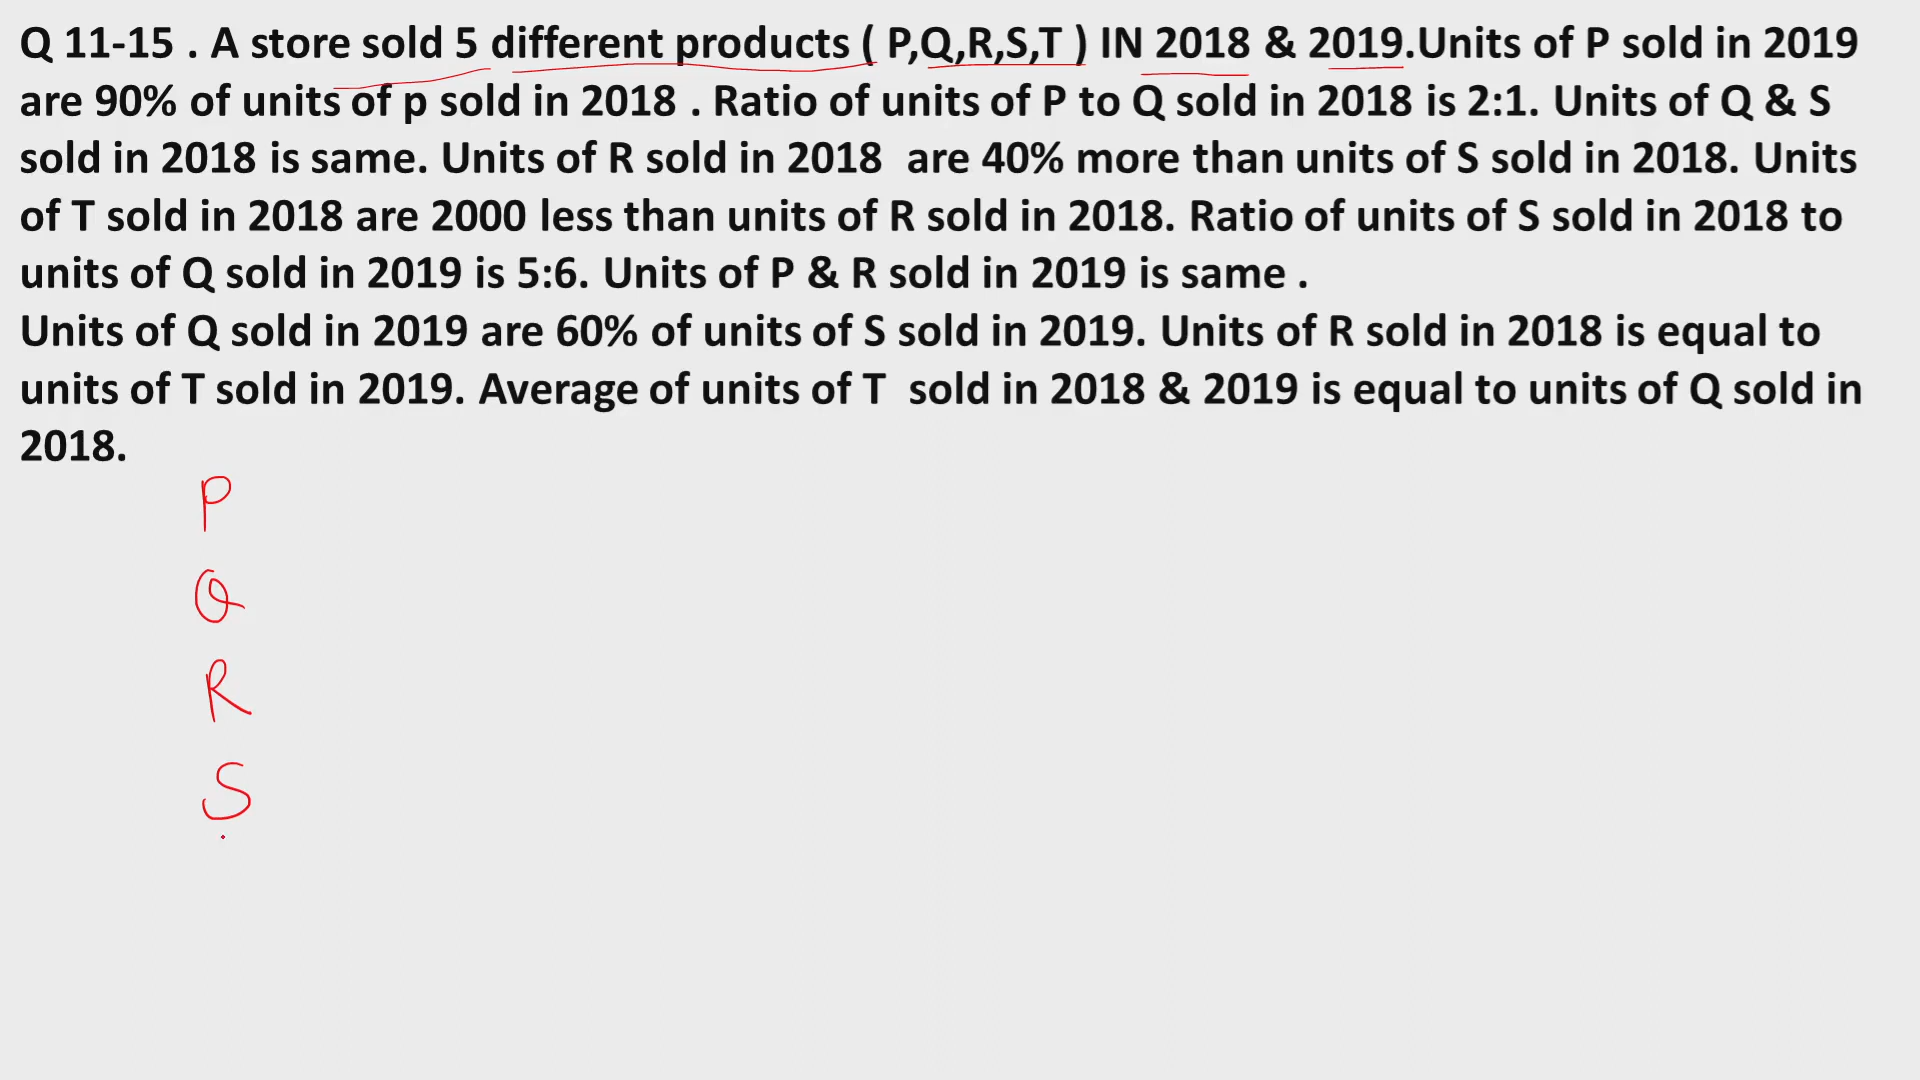 Q 11-15 . A store sold 5 different products ( P,Q,R,S,T ) IN 2018 & 2019.Units of P sold in 2019
are 90% of units of p sold in 2018 . Ratio of units of P to Q sold in 2018 is 2:1. Units of Q & S
sold in 2018 is same. Units of R sold in 2018 are 40% more than units of S sold in 2018. Units
of T sold in 2018 are 2000 less than units of R sold in 2018. Ratio of units of S sold in 2018 to
units of Q sold in 2019 is 5:6. Units of P & R sold in 2019 is same .
Units of Q sold in 2019 are 60% of units of S sold in 2019. Units of R sold in 2018 is equal to
units of T sold in 2019. Average of units of T sold in 2018 & 2019 is equal to units of Q sold in
2018.
P
Q
R
S